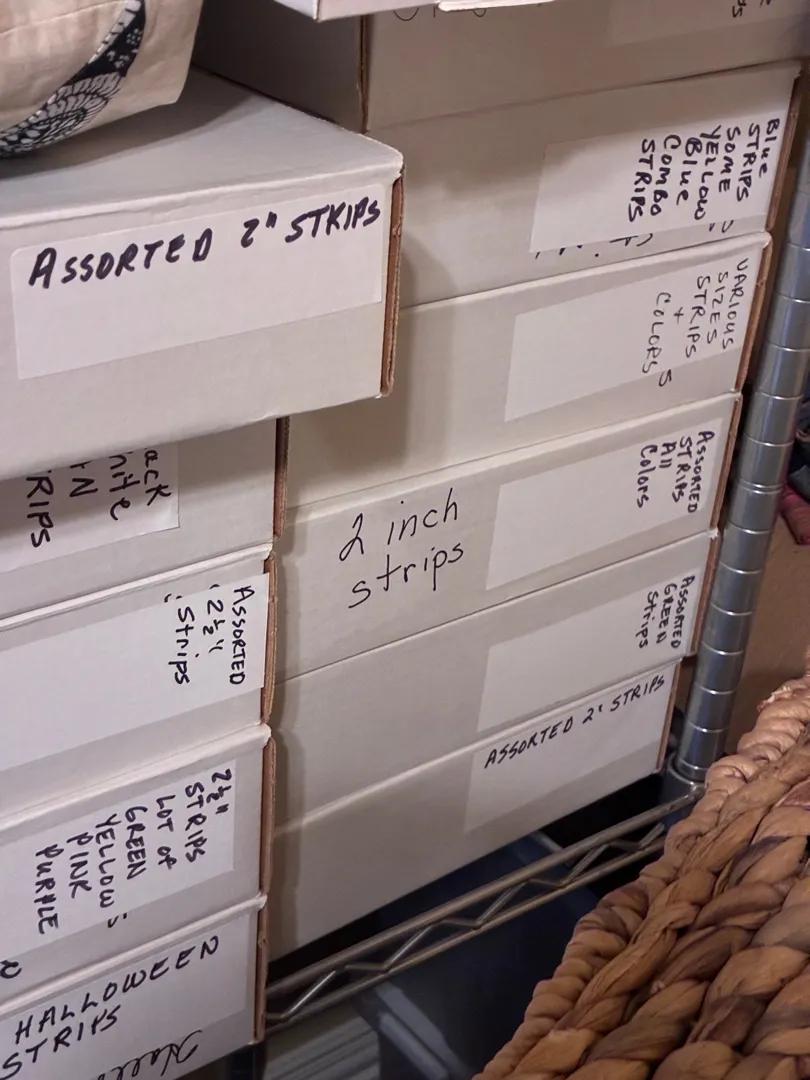 ASSORTED 2" STRIPS
ack
hite
+N
RIPS
ASSORTED
2½"
Strips
2½"
STRIPS
LOT of
GREEN
YELLOW
PINK
PURPLE
HALLOWEEN
STRIPS
Blue
STRIPS
SOME
YELLOW
Blue
Combo
STRIPS
VARIOUS
SIZES
STRIPS
+
COLORS
ASSORTED
STRIPS
All
Colors
2 inch
strips
ASSORTED
GREEN
Strips
ASSORTED 2" STRIPS